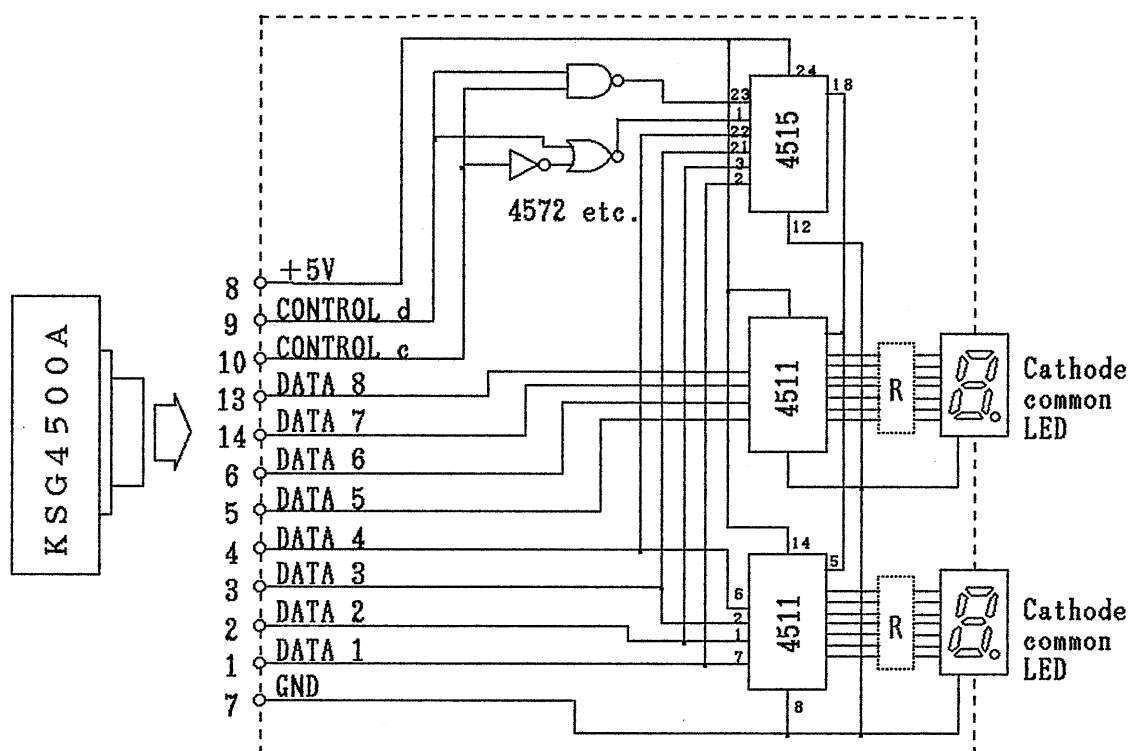 KSG4500A
8 +5V
9 CONTROL d
10 CONTROL c
13 DATA 8
14 DATA 7
6 DATA 6
5 DATA 5
4 DATA 4
3 DATA 3
2 DATA 2
1 DATA 1
7 GND
4572 etc.
24
18
23
1
22
21
3
2
4515
12
4511
R
Cathode
common
LED
14
5
6
2
1
7
4511
8
R
Cathode
common
LED